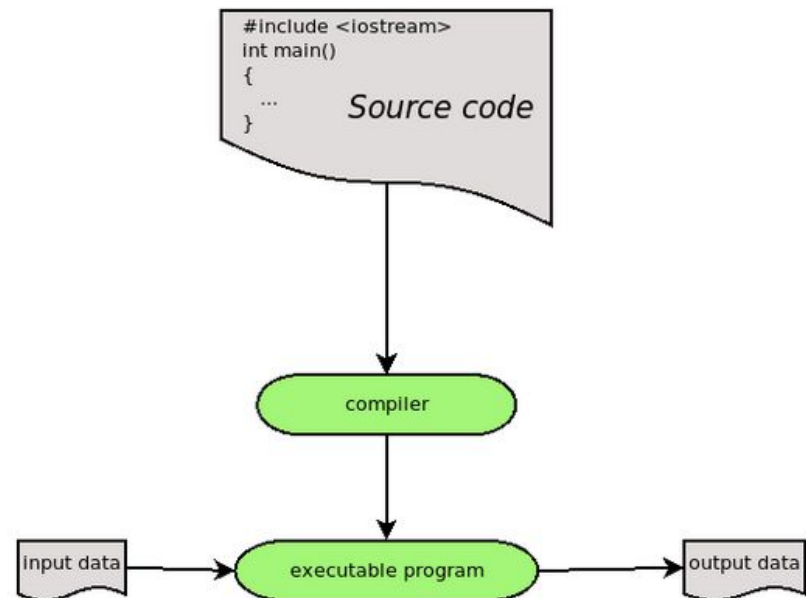 #include <iostream>
int main()
{
...
}
Source code
compiler
input data
executable program
output data